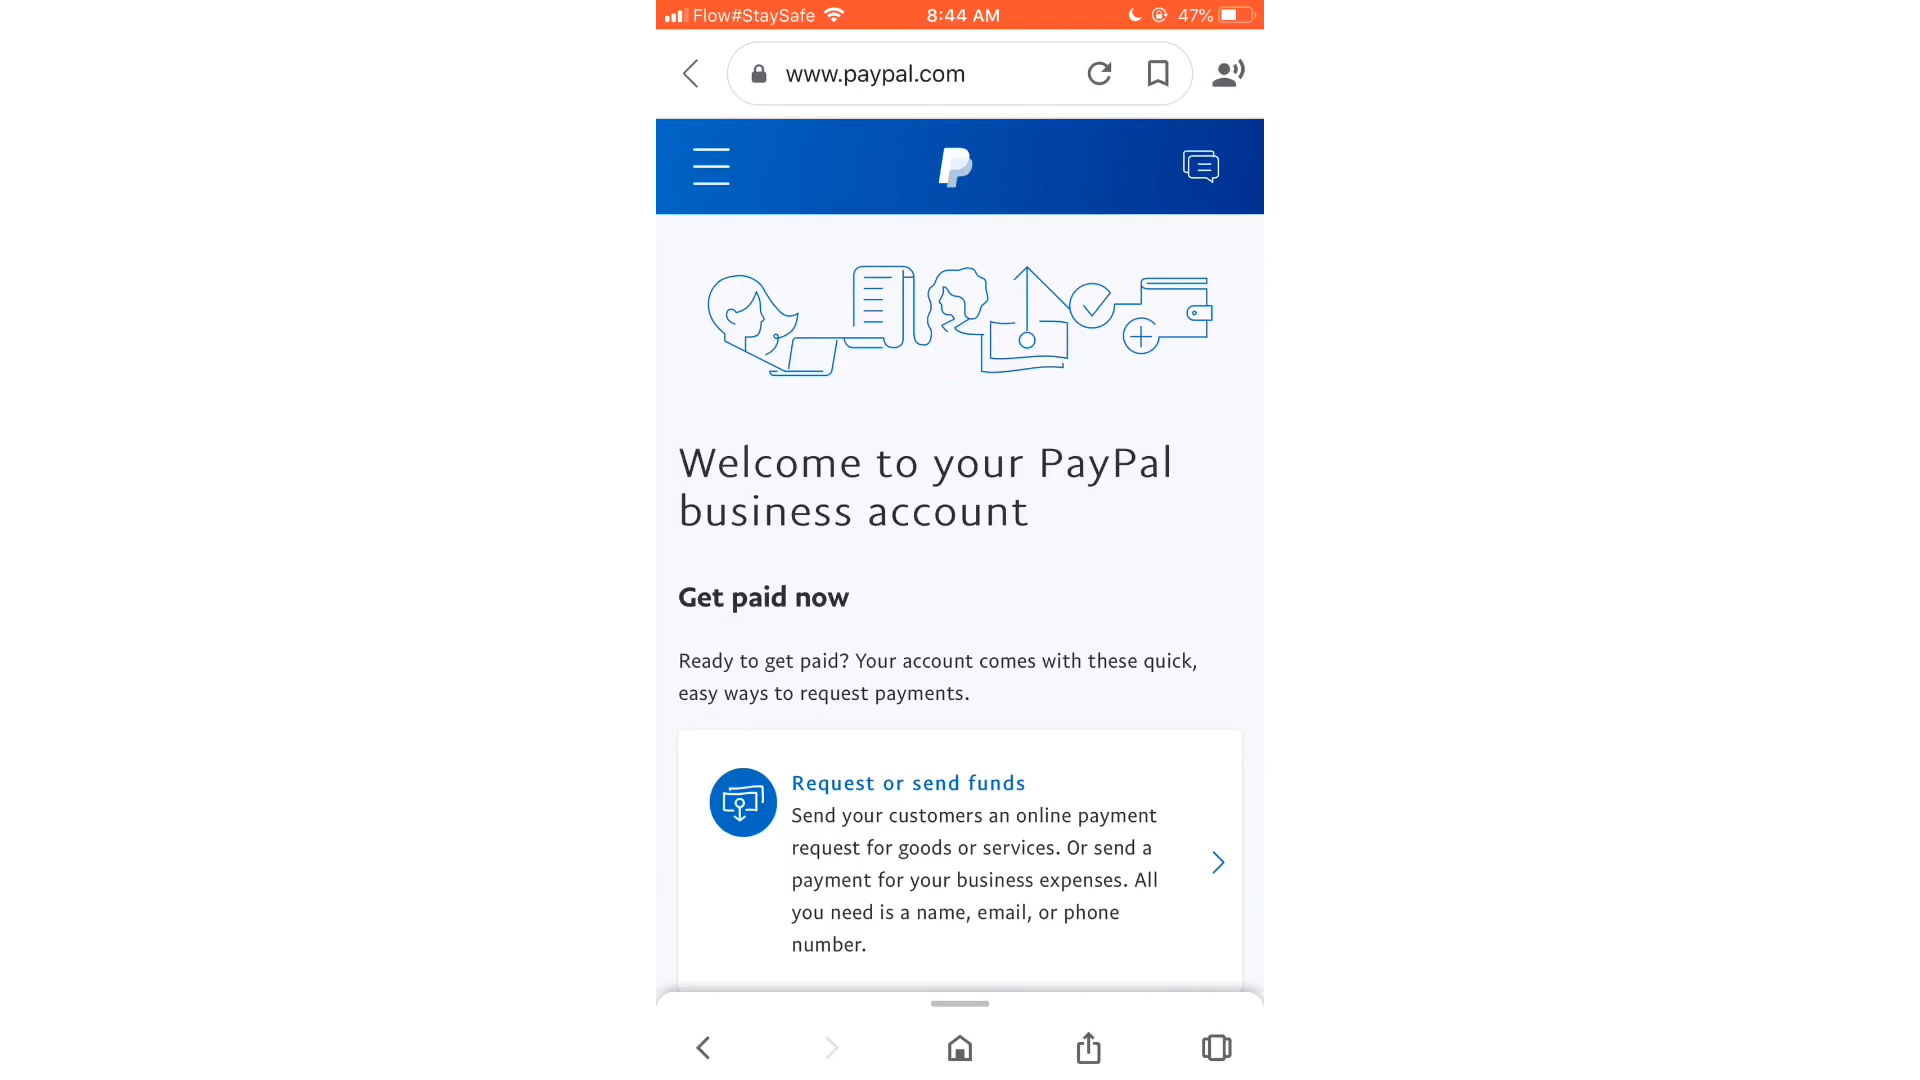 Flow#StaySafe 8:44 AM 47%
www.paypal.com
Welcome to your PayPal
business account
Get paid now
Ready to get paid? Your account comes with these quick,
easy ways to request payments.
Request or send funds
Send your customers an online payment
request for goods or services. Or send a
payment for your business expenses. All
you need is a name, email, or phone
number.